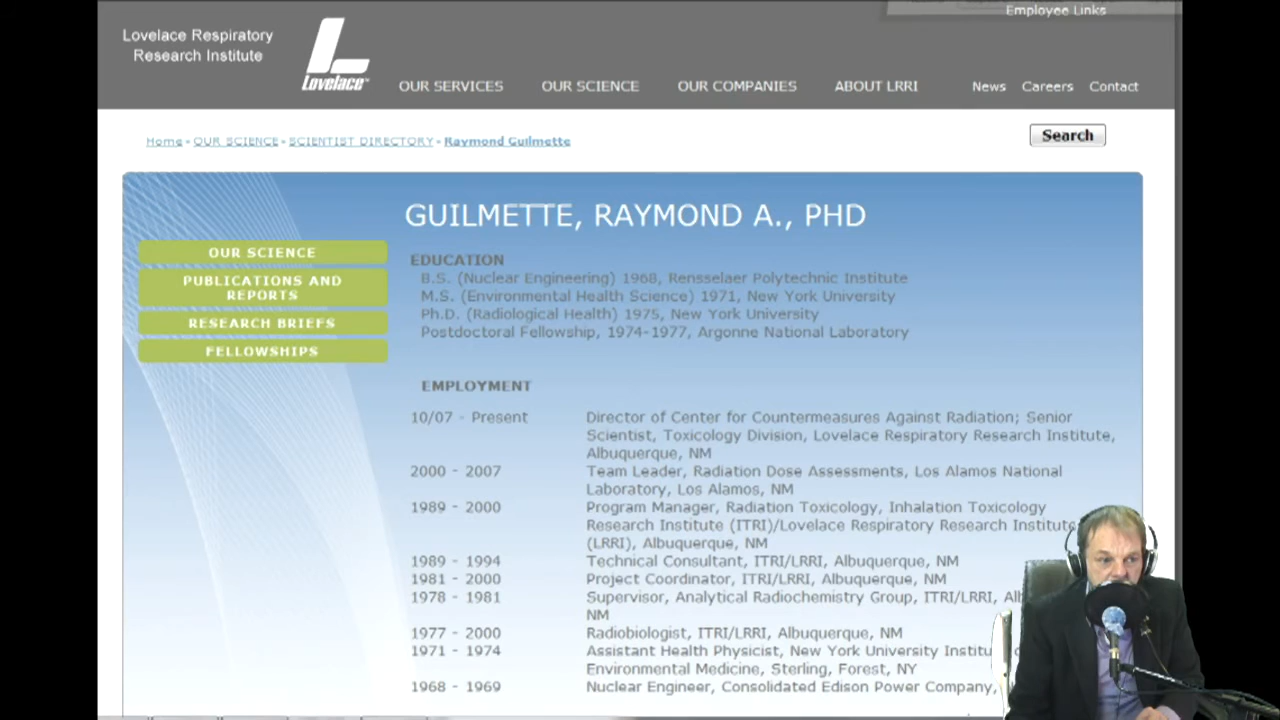 Employee Links
Lovelace Respiratory
Research Institute
Lovelace™
OUR SERVICES
OUR SCIENCE
OUR COMPANIES
ABOUT LRRI
News
Careers
Contact
Home • OUR SCIENCE • SCIENTIST DIRECTORY • Raymond Guilmette
Search
GUILMETTE, RAYMOND A., PHD
OUR SCIENCE
PUBLICATIONS AND
REPORTS
RESEARCH BRIEFS
FELLOWSHIPS
EDUCATION
B.S. (Nuclear Engineering) 1968, Rensselaer Polytechnic Institute
M.S. (Environmental Health Science) 1971, New York University
Ph.D. (Radiological Health) 1975, New York University
Postdoctoral Fellowship, 1974-1977, Argonne National Laboratory
EMPLOYMENT
10/07 - Present Director of Center for Countermeasures Against Radiation; Senior
Scientist, Toxicology Division, Lovelace Respiratory Research Institute,
Albuquerque, NM
2000 - 2007 Team Leader, Radiation Dose Assessments, Los Alamos National
Laboratory, Los Alamos, NM
1989 - 2000 Program Manager, Radiation Toxicology, Inhalation Toxicology
Research Institute (ITRI)/Lovelace Respiratory Research Institute
(LRRI), Albuquerque, NM
1989 - 1994 Technical Consultant, ITRI/LRRI, Albuquerque, NM
1981 - 2000 Project Coordinator, ITRI/LRRI, Albuquerque, NM
1978 - 1981 Supervisor, Analytical Radiochemistry Group, ITRI/LRRI,
NM
1977 - 2000 Radiobiologist, ITRI/LRRI, Albuquerque, NM
1971 - 1974 Assistant Health Physicist, New York University
Environmental Medicine, Sterling, Forest, NY
1968 - 1969 Nuclear Engineer, Consolidated Edison Power Company,